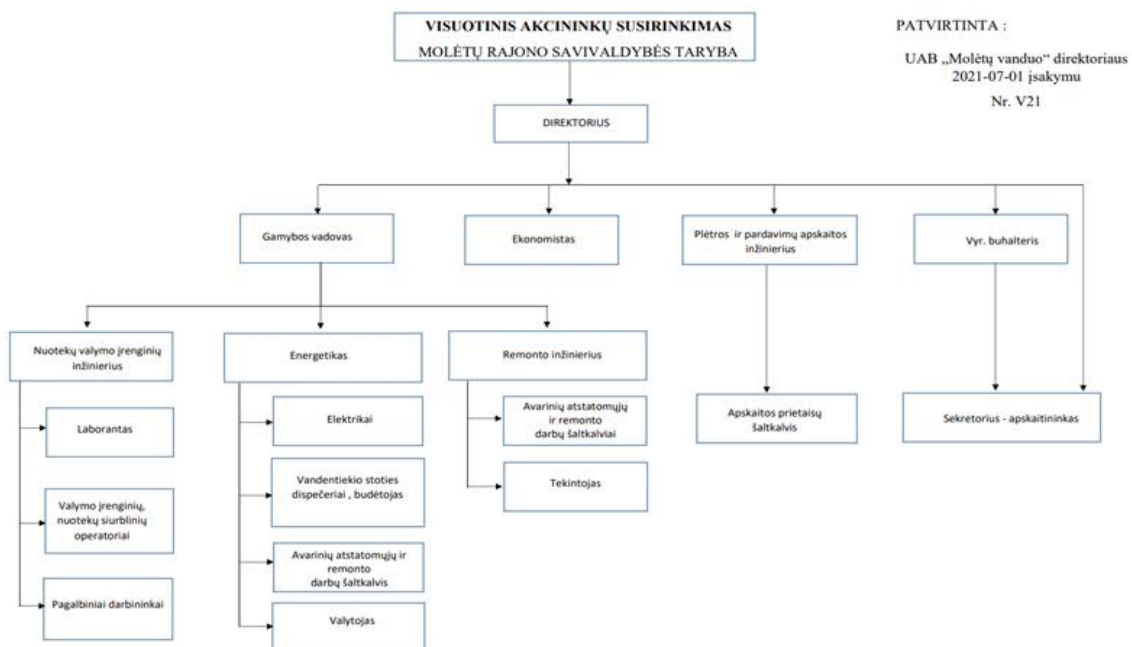 VISUOTINIS AKCININKŲ SUSIRINKIMAS
MOLĖTŲ RAJONO SAVIVALDYBĖS TARYBA
PATVIRTINTA :
UAB „Molėtų vanduo“ direktoriaus
2021-07-01 įsakymu
Nr. V21
DIREKTORIUS
Gamybos vadovas
Ekonomistas
Plėtros ir pardavimų apskaitos
inžinierius
Vyr. buhalteris
Nuotekų valymo įrenginių
inžinierius
Energetikas
Remonto inžinierius
Laborantas
Valymo įrenginių,
nuotekų siurblinių
operatoriai
Pagalbiniai darbininkai
Elektrikai
Vandentiekio stoties
dispečeriai , budėtojas
Avarinių atstatomųjų ir
remonto
darbų šaltkalvis
Valytojas
Avarinių atstatomųjų
ir remonto
darbų šaltkalviai
Tekintojas
Apskaitos prietaisų
šaltkalvis
Sekretorius - apskaitininkas